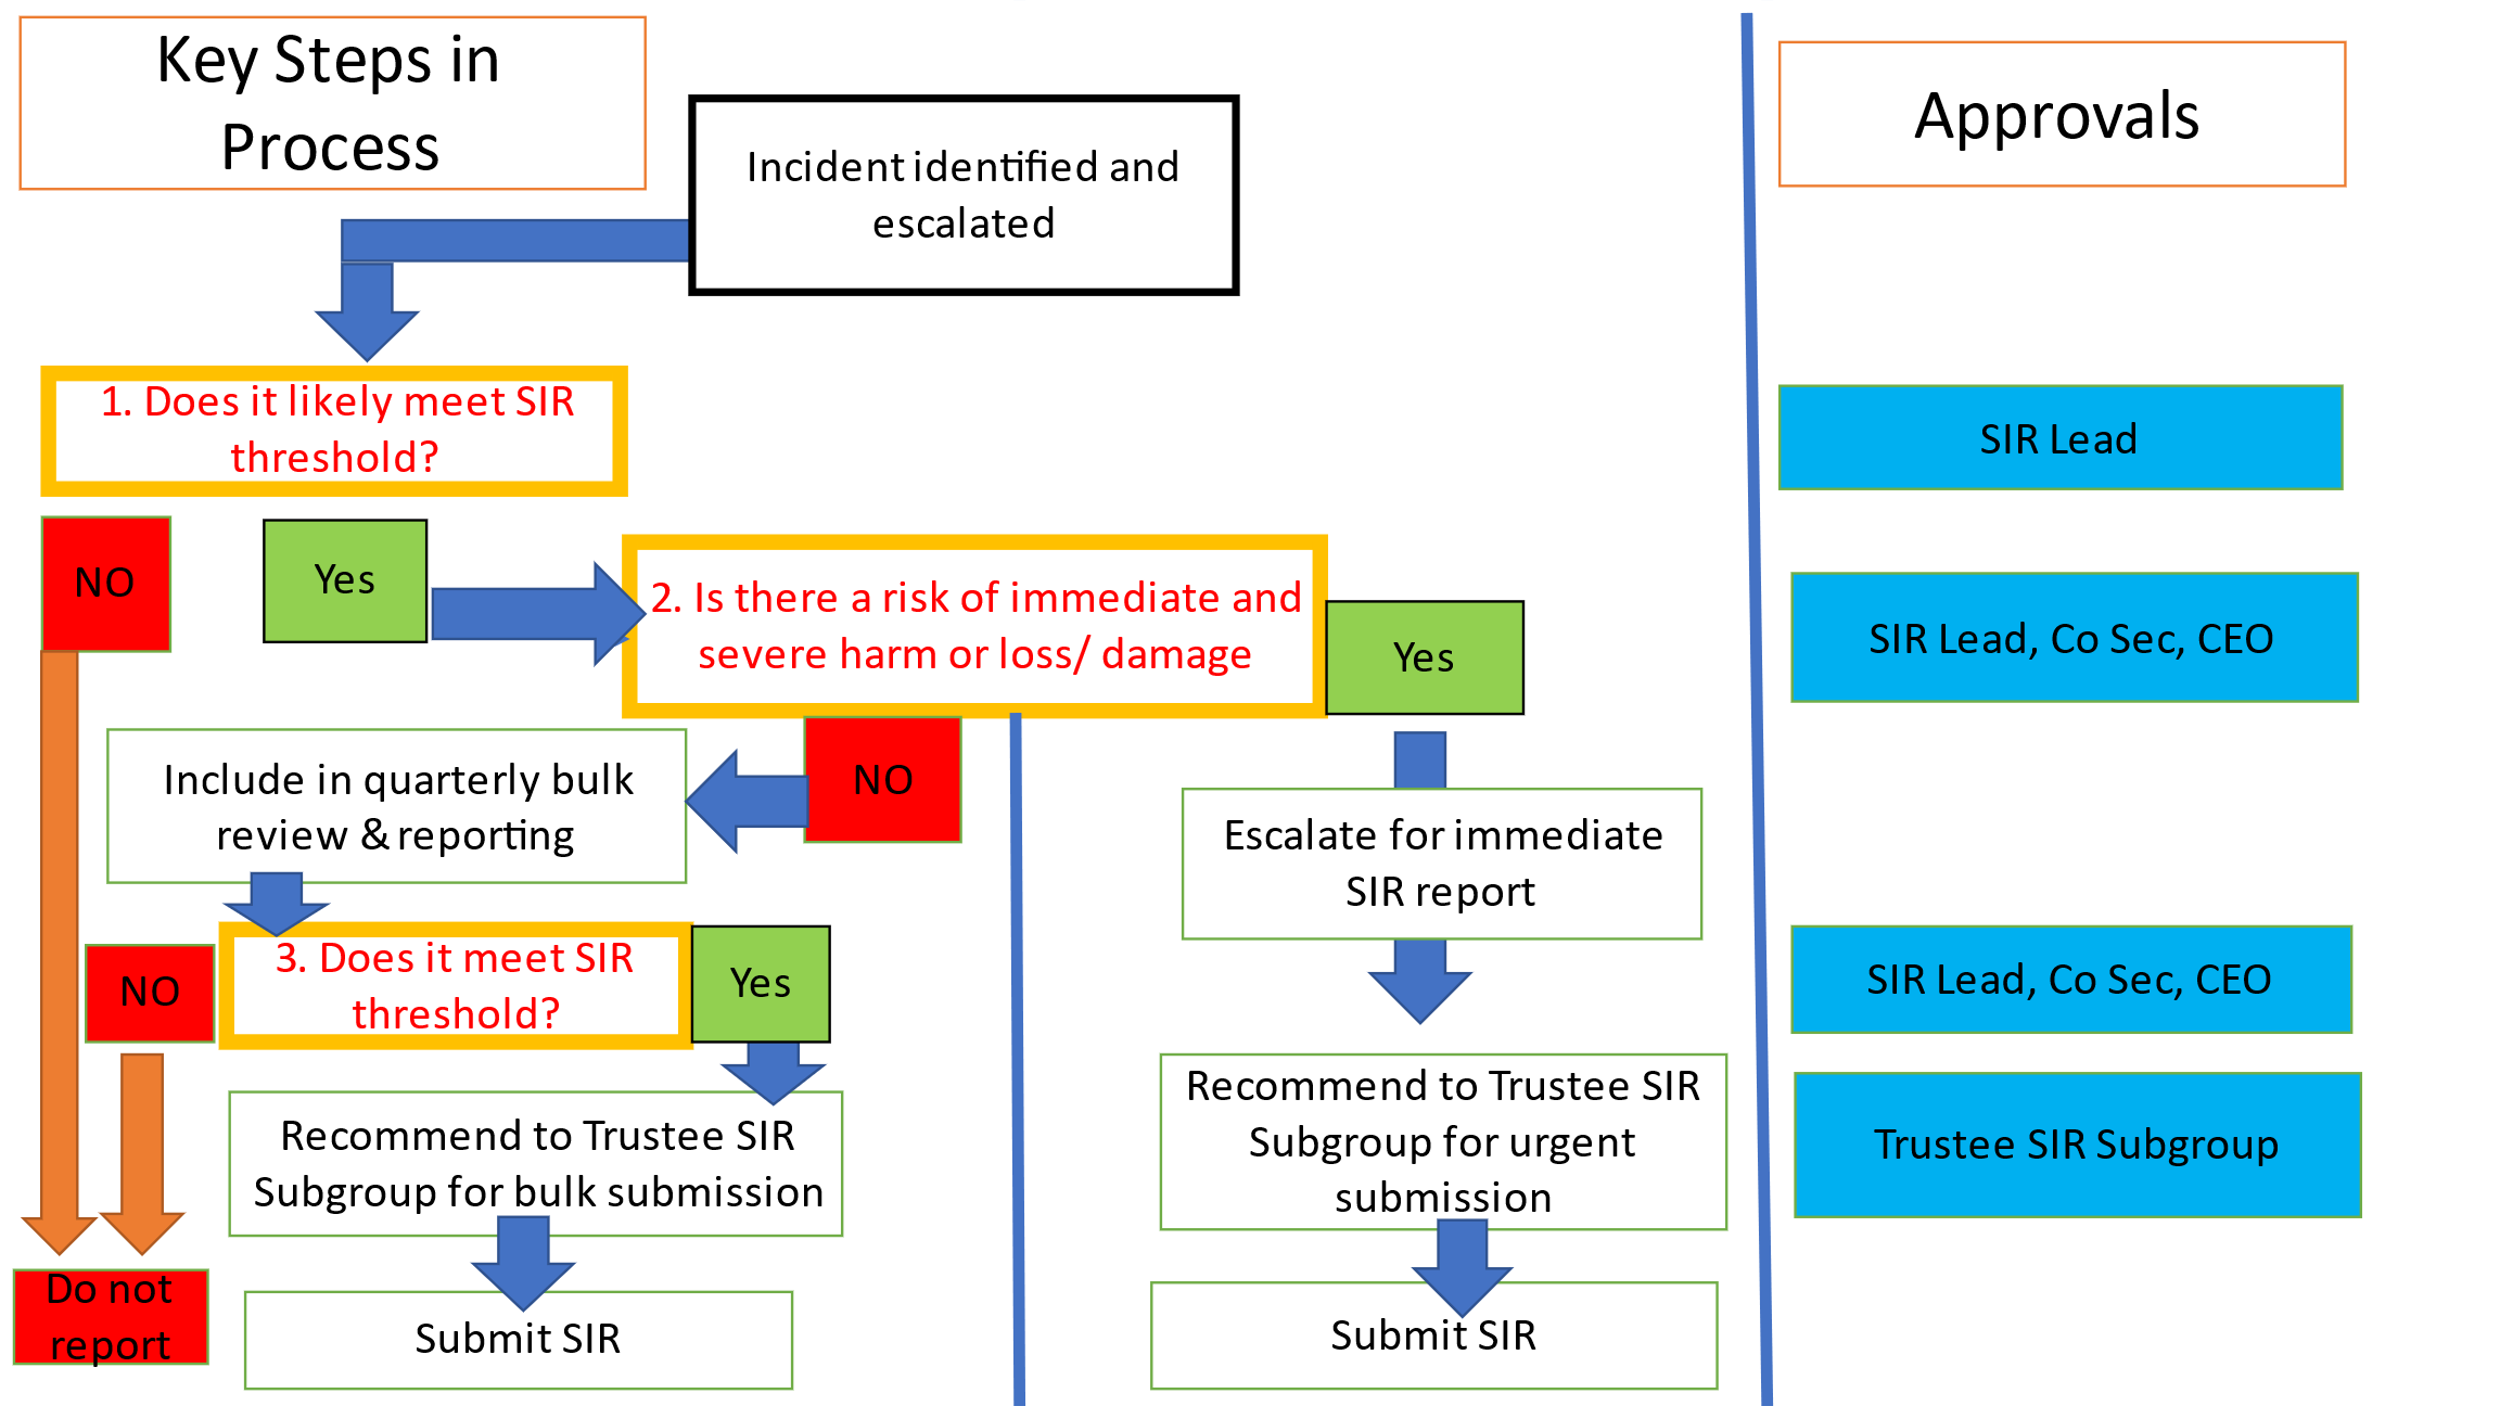 Key Steps in
Process
Incident identified and
escalated
Approvals
1. Does it likely meet SIR
threshold?
SIR Lead
NO
Yes
2. Is there a risk of immediate and
severe harm or loss/ damage
Yes
SIR Lead, Co Sec, CEO
Include in quarterly bulk
review & reporting
NO
Escalate for immediate
SIR report
NO
3. Does it meet SIR
threshold?
Yes
SIR Lead, Co Sec, CEO
Recommend to Trustee SIR
Subgroup for bulk submission
Recommend to Trustee SIR
Subgroup for urgent
submission
Trustee SIR Subgroup
Do not
report
Submit SIR
Submit SIR